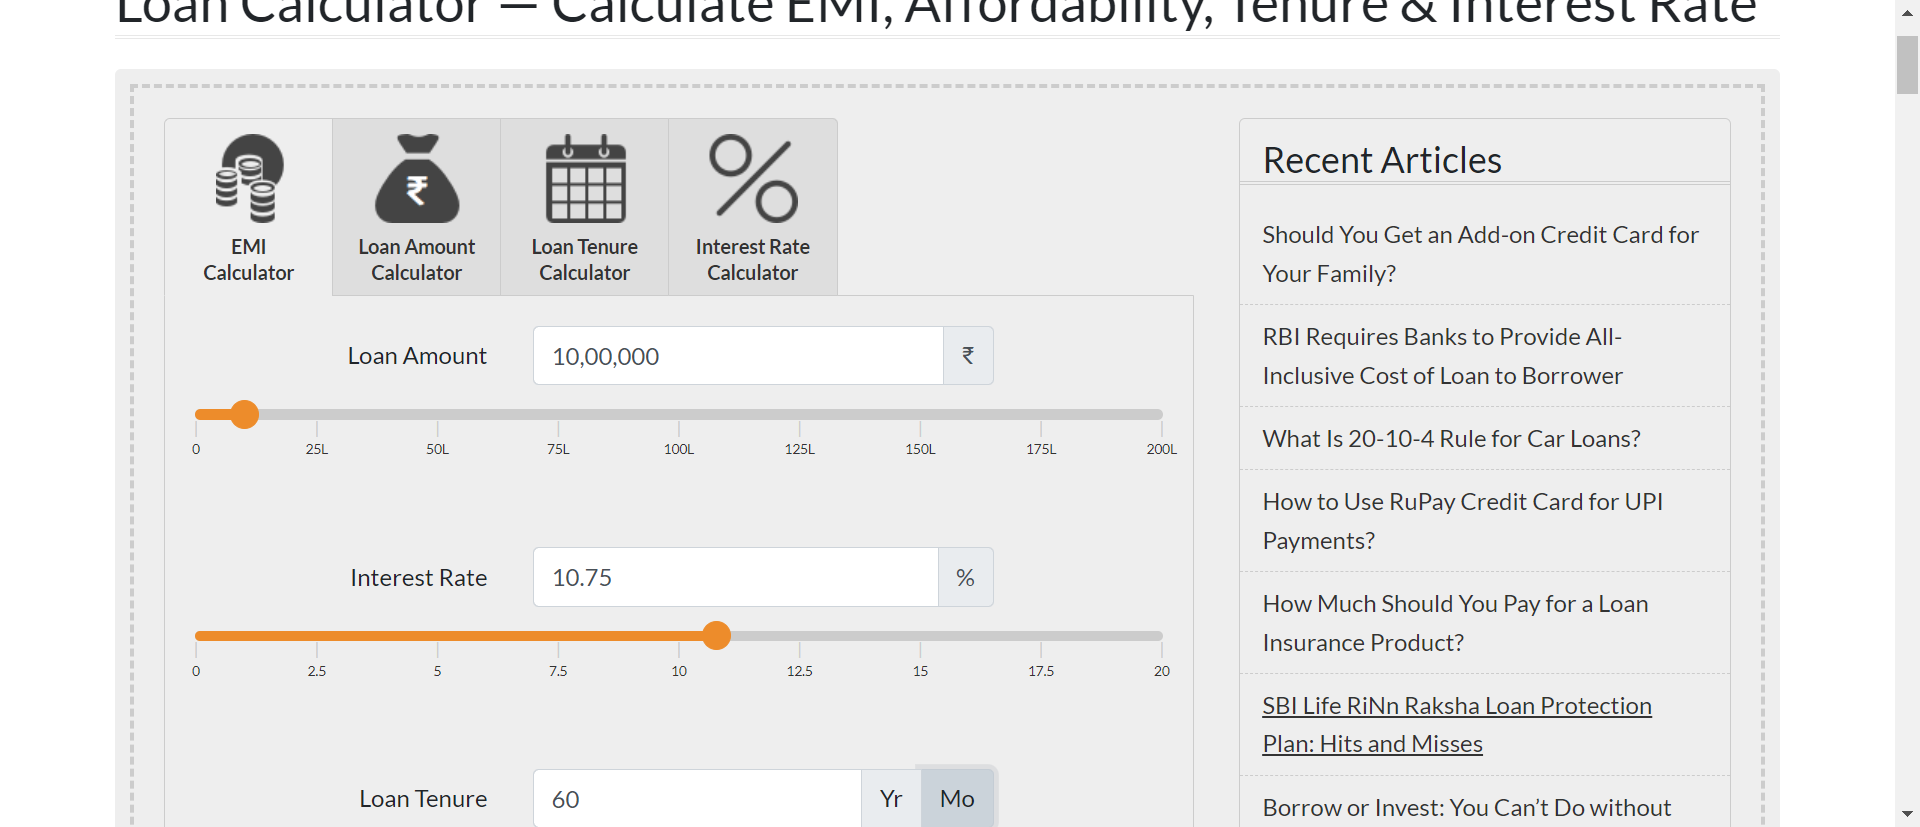 Loan Calculator — Calculate EMI, Affordability, Tenure & Interest Rate
EMI
Calculator
Loan Amount
Calculator
Loan Tenure
Calculator
Interest Rate
Calculator
Loan Amount
10,00,000
₹
0 25L 50L 75L 100L 125L 150L 175L 200L
Interest Rate
10.75
%
0 2.5 5 7.5 10 12.5 15 17.5 20
Loan Tenure
60
Yr
Mo
Recent Articles
Should You Get an Add-on Credit Card for
Your Family?
RBI Requires Banks to Provide All-
Inclusive Cost of Loan to Borrower
What Is 20-10-4 Rule for Car Loans?
How to Use RuPay Credit Card for UPI
Payments?
How Much Should You Pay for a Loan
Insurance Product?
SBI Life RiNn Raksha Loan Protection
Plan: Hits and Misses
Borrow or Invest: You Can’t Do without